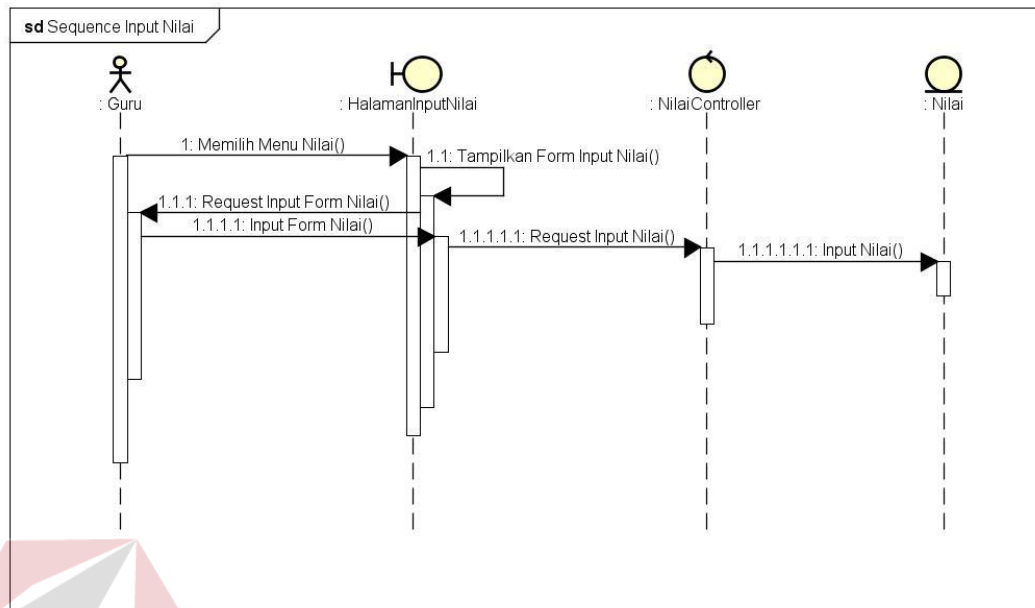 sd Sequence Input Nilai
: Guru
: HalamanInputNilai
: NilaiController
: Nilai
1: Memilih Menu Nilai()
1.1: Tampilkan Form Input Nilai()
1.1.1: Request Input Form Nilai()
1.1.1.1: Input Form Nilai()
1.1.1.1.1: Request Input Nilai()
1.1.1.1.1.1: Input Nilai()